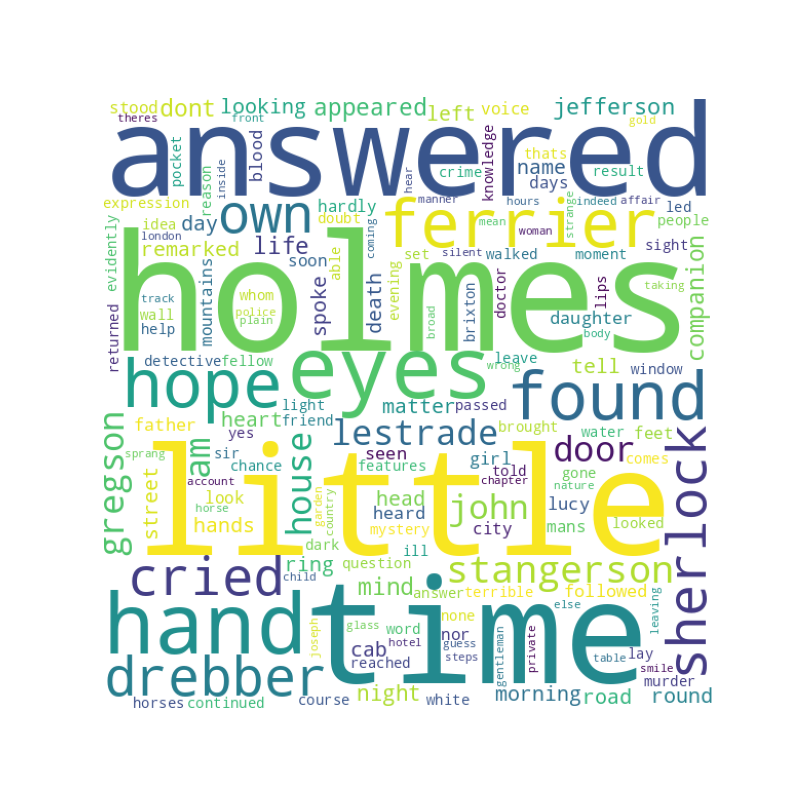 stood
dont
looking
appeared
left
voice
jefferson
theres
front
gold
answered
pocket
reason
inside
blood
hear
crime
knowledge
thats
name
result
expression
own
hardly
ferrier
manner
days
hours
indeed
affair
led
idea
day
doubt
mean
woman
strange
people
evidently
remarked
life
able
set
walked
moment
sight
london
soon
evening
coming
silent
holmes
companion
whom
spoke
death
doctor
lips
taking
returned
track
police
wall
plain
mountains
help
broad
brixton
daughter
body
detective
fellow
eyes
wrong
leave
tell
window
hope
light
matter
passed
found
friend
gregson
father
heart
lestrade
brought
water
feet
yes
am
house
seen
girl
door
sprang
sir
chance
features
told
gone
comes
street
account
chapter
nature
sherlock
look
horse
garden
country
head
john
lucy
mans
looked
hands
mystery
heard
city
little
dark
ill
ring
question
stangerson
cried
child
mind
answer
terrible
followed
none
else
leaving
hand
time
joseph
glass
word
nor
guess
cab
hotel
steps
gentleman
private
table
lay
smile
reached
drebber
murder
night
morning
road
round
horses
continued
course
white